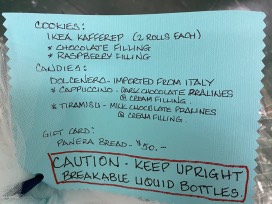 COOKIES:
IKEA KAFFEREP (2 ROLLS EACH)
* CHOCOLATE FILLING
* RASPBERRY FILLING
CANDIES:
DOLCENERO - IMPORTED FROM ITALY
* CAPPUCCINO - DARK CHOCOLATE PRALINES
@ CREAM FILLING.
* TIRAMISU - MILK CHOCOLATE PRALINES
@ CREAM FILLING.
GIFT CARD:
PANERA BREAD - $50.-
CAUTION - KEEP UPRIGHT
BREAKABLE LIQUID BOTTLES.